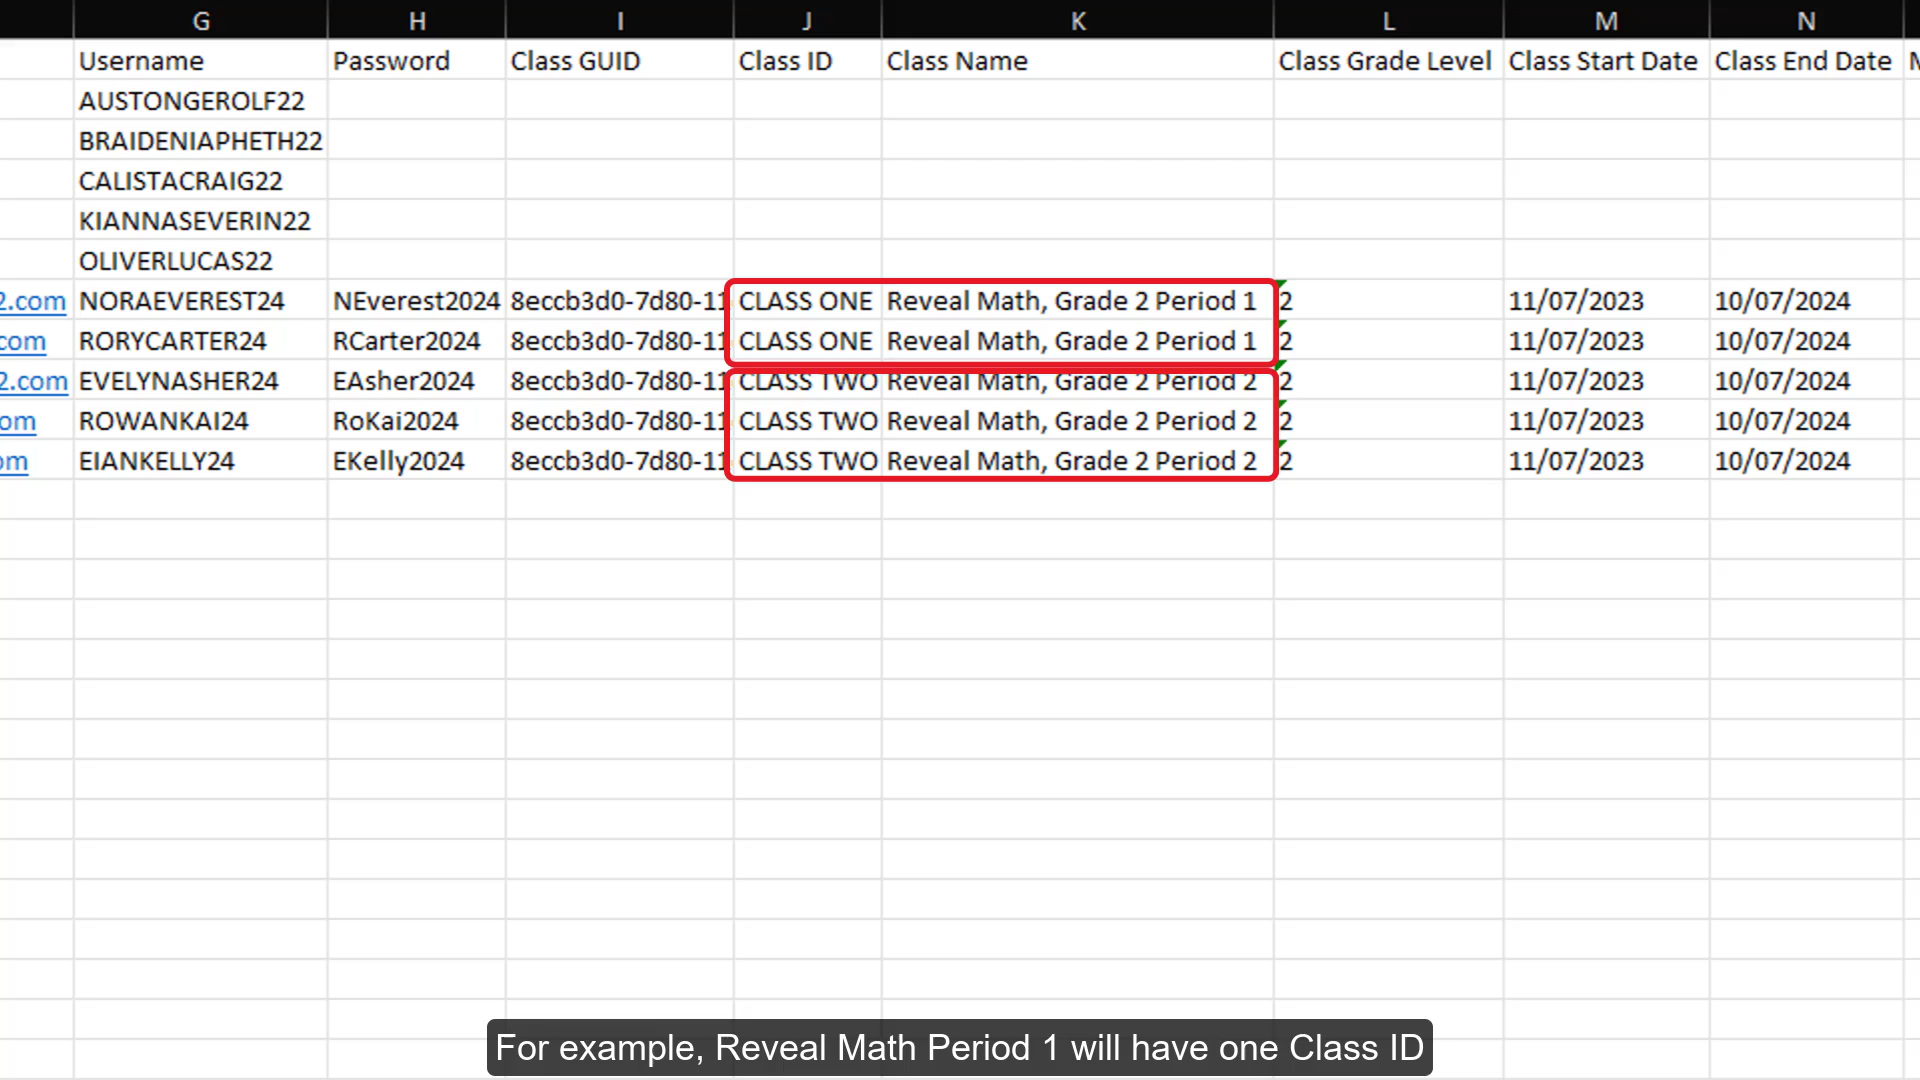 G H I J K L M N
Username Password Class GUID Class ID Class Name Class Grade Level Class Start Date Class End Date
AUSTONGEROLF22
BRAIDENIAPHETH22
CALISTACRAIG22
KIANNASEVERIN22
OLIVERLUCAS22
2.com NORAEVEREST24 NEverest2024 8eccb3d0-7d80-11 CLASS ONE Reveal Math, Grade 2 Period 1 2 11/07/2023 10/07/2024
com RORYCARTER24 RCarter2024 8eccb3d0-7d80-11 CLASS ONE Reveal Math, Grade 2 Period 1 2 11/07/2023 10/07/2024
2.com EVELYNASHER24 EAsher2024 8eccb3d0-7d80-11 CLASS TWO Reveal Math, Grade 2 Period 2 2 11/07/2023 10/07/2024
om ROWANKAI24 RoKai2024 8eccb3d0-7d80-11 CLASS TWO Reveal Math, Grade 2 Period 2 2 11/07/2023 10/07/2024
om EIANKELLY24 EKelly2024 8eccb3d0-7d80-11 CLASS TWO Reveal Math, Grade 2 Period 2 2 11/07/2023 10/07/2024
For example, Reveal Math Period 1 will have one Class ID